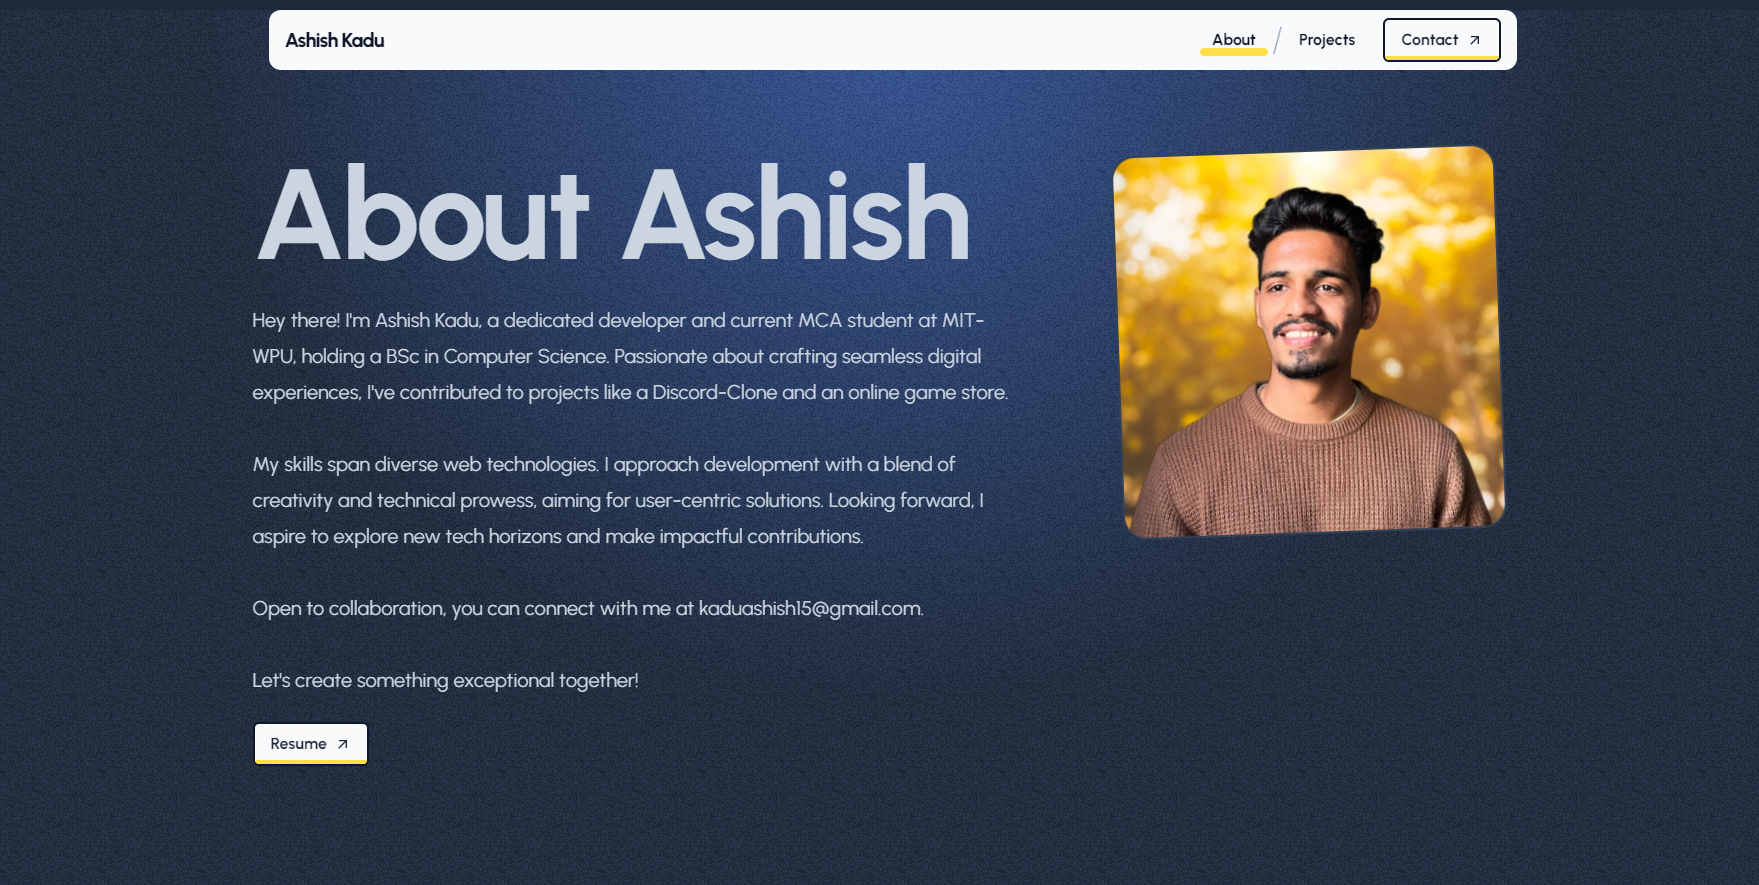 Ashish Kadu
About / Projects
Contact
About Ashish
Hey there! I'm Ashish Kadu, a dedicated developer and current MCA student at MIT-
WPU, holding a BSc in Computer Science. Passionate about crafting seamless digital
experiences, I've contributed to projects like a Discord-Clone and an online game store.
My skills span diverse web technologies. I approach development with a blend of
creativity and technical prowess, aiming for user-centric solutions. Looking forward, I
aspire to explore new tech horizons and make impactful contributions.
Open to collaboration, you can connect with me at kaduashish15@gmail.com.
Let's create something exceptional together!
Resume